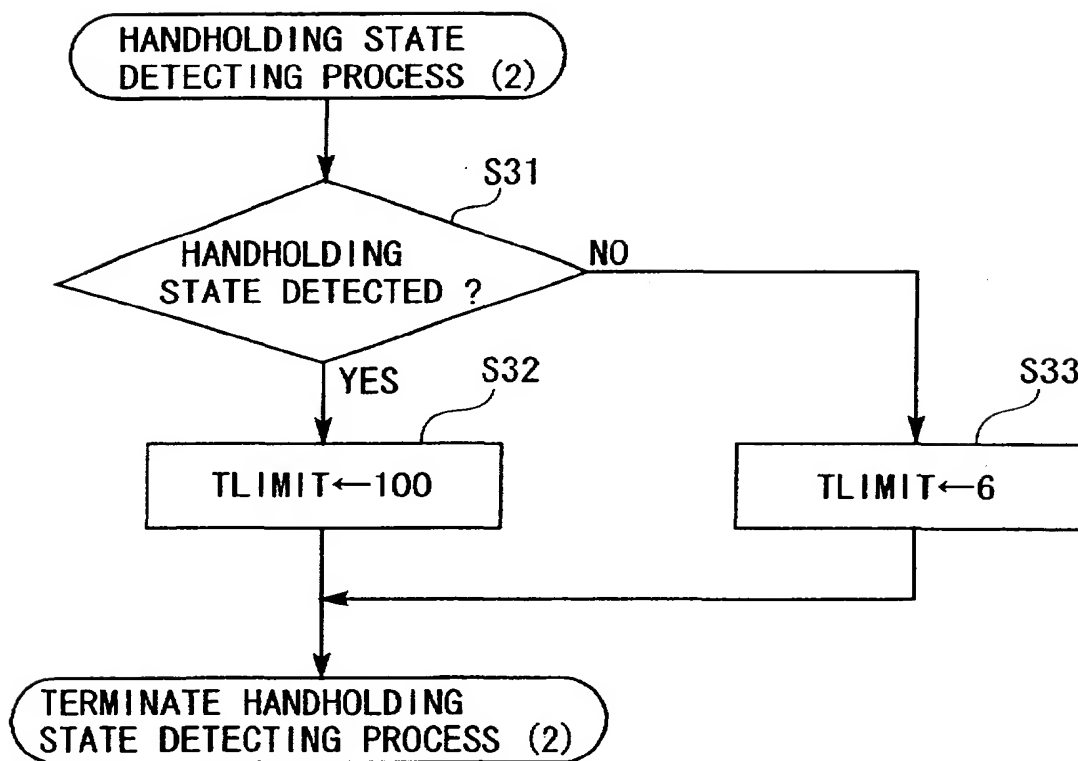 HANDHOLDING STATE
DETECTING PROCESS (2)
S31
HANDHOLDING
STATE DETECTED ?
NO
YES
S32
S33
TLIMIT←100
TLIMIT←6
TERMINATE HANDHOLDING
STATE DETECTING PROCESS (2)